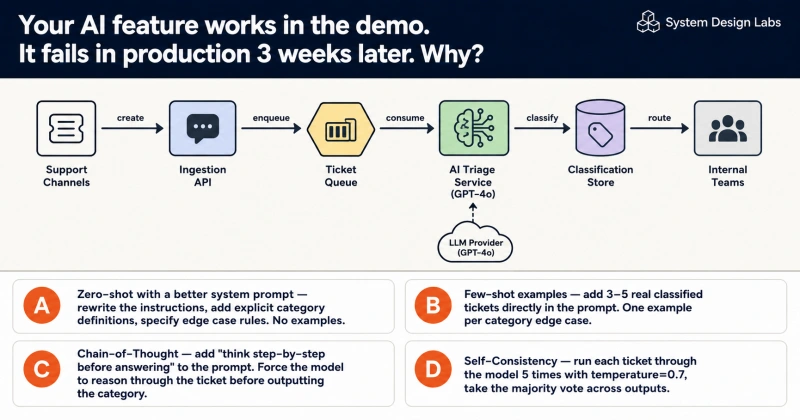 Your AI feature works in the demo.
It fails in production 3 weeks later. Why?
System Design Labs
create
enqueue
consume
classify
route
Support
Channels
Ingestion
API
Ticket
Queue
AI Triage
Service
(GPT-4o)
Classification
Store
Internal
Teams
LLM Provider
(GPT-4o)
A
Zero-shot with a better system prompt —
rewrite the instructions, add explicit category
definitions, specify edge case rules. No examples.
B
Few-shot examples — add 3–5 real classified
tickets directly in the prompt. One example
per category edge case.
C
Chain-of-Thought — add "think step-by-step
before answering" to the prompt. Force the model
to reason through the ticket before outputting
the category.
D
Self-Consistency — run each ticket through
the model 5 times with temperature=0.7,
take the majority vote across outputs.